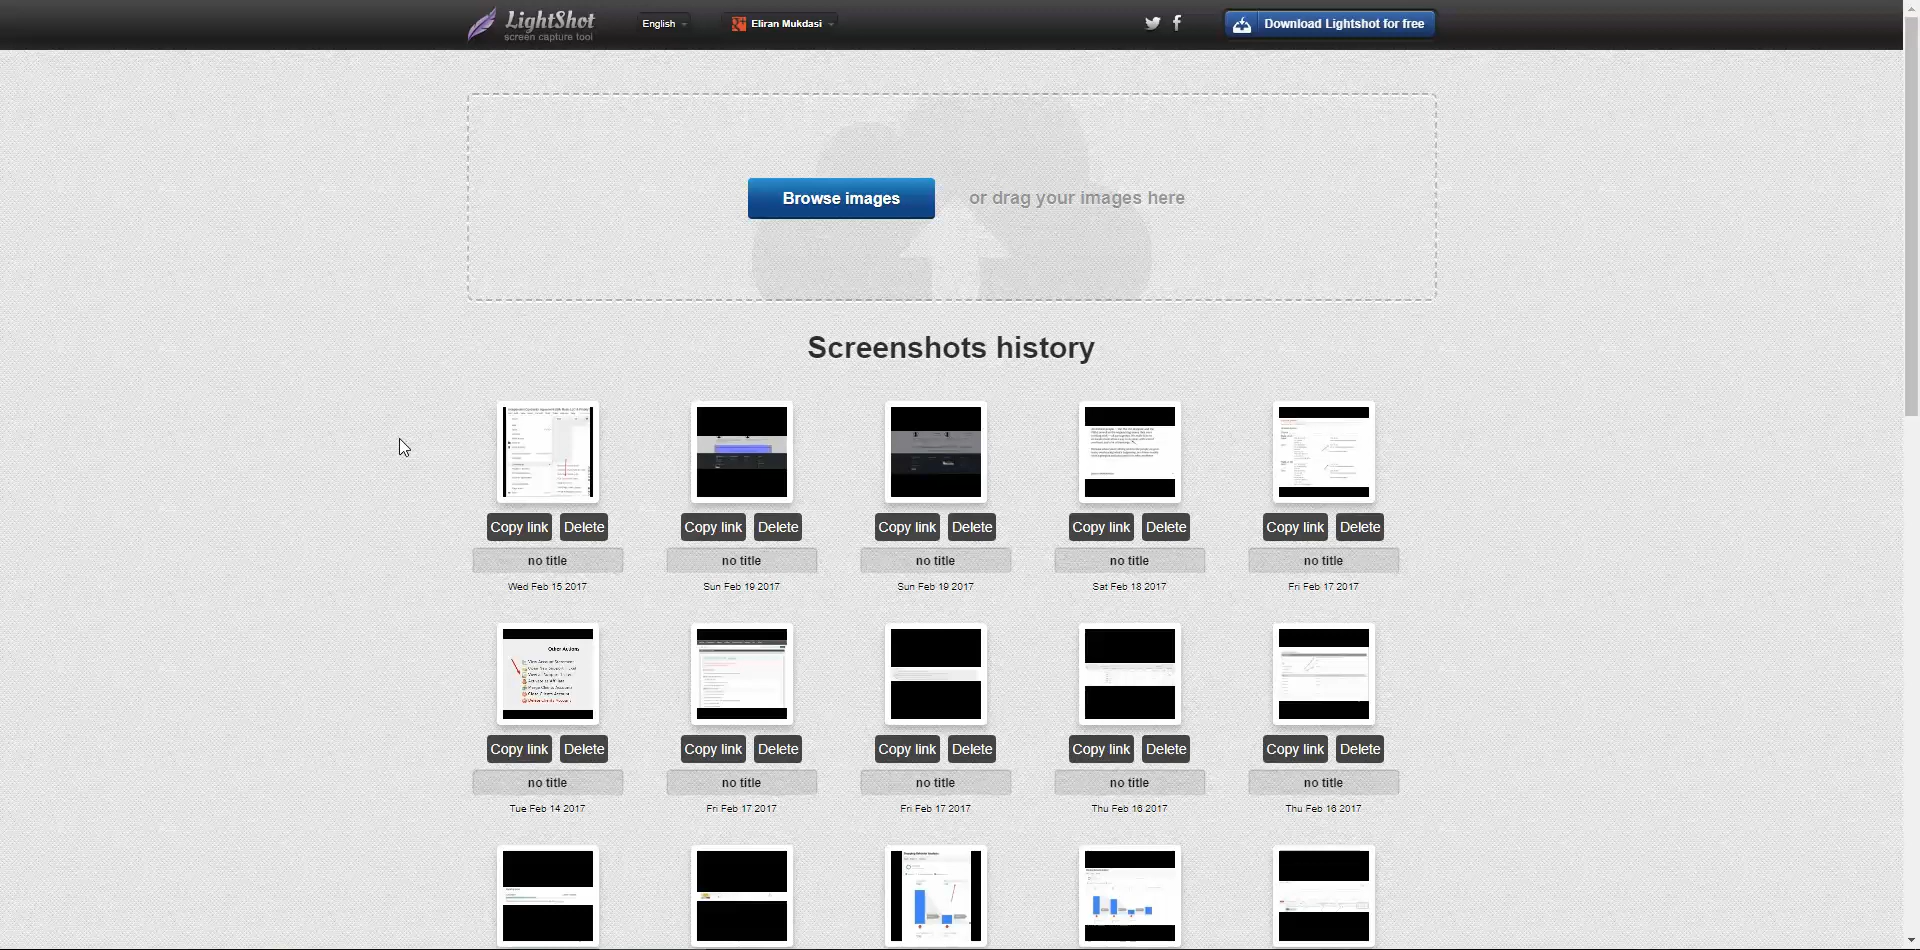 LightShot
screen capture tool
English
Eliran Mukdasi
Download Lightshot for free
Browse images
or drag your images here
Screenshots history
Copy link Delete Copy link Delete Copy link Delete Copy link Delete Copy link Delete
no title no title no title no title no title
Wed Feb 15 2017 Sun Feb 19 2017 Sun Feb 19 2017 Sat Feb 18 2017 Fri Feb 17 2017
Other Actions
Copy link Delete Copy link Delete Copy link Delete Copy link Delete Copy link Delete
no title no title no title no title no title
Tue Feb 14 2017 Fri Feb 17 2017 Fri Feb 17 2017 Thu Feb 16 2017 Thu Feb 16 2017